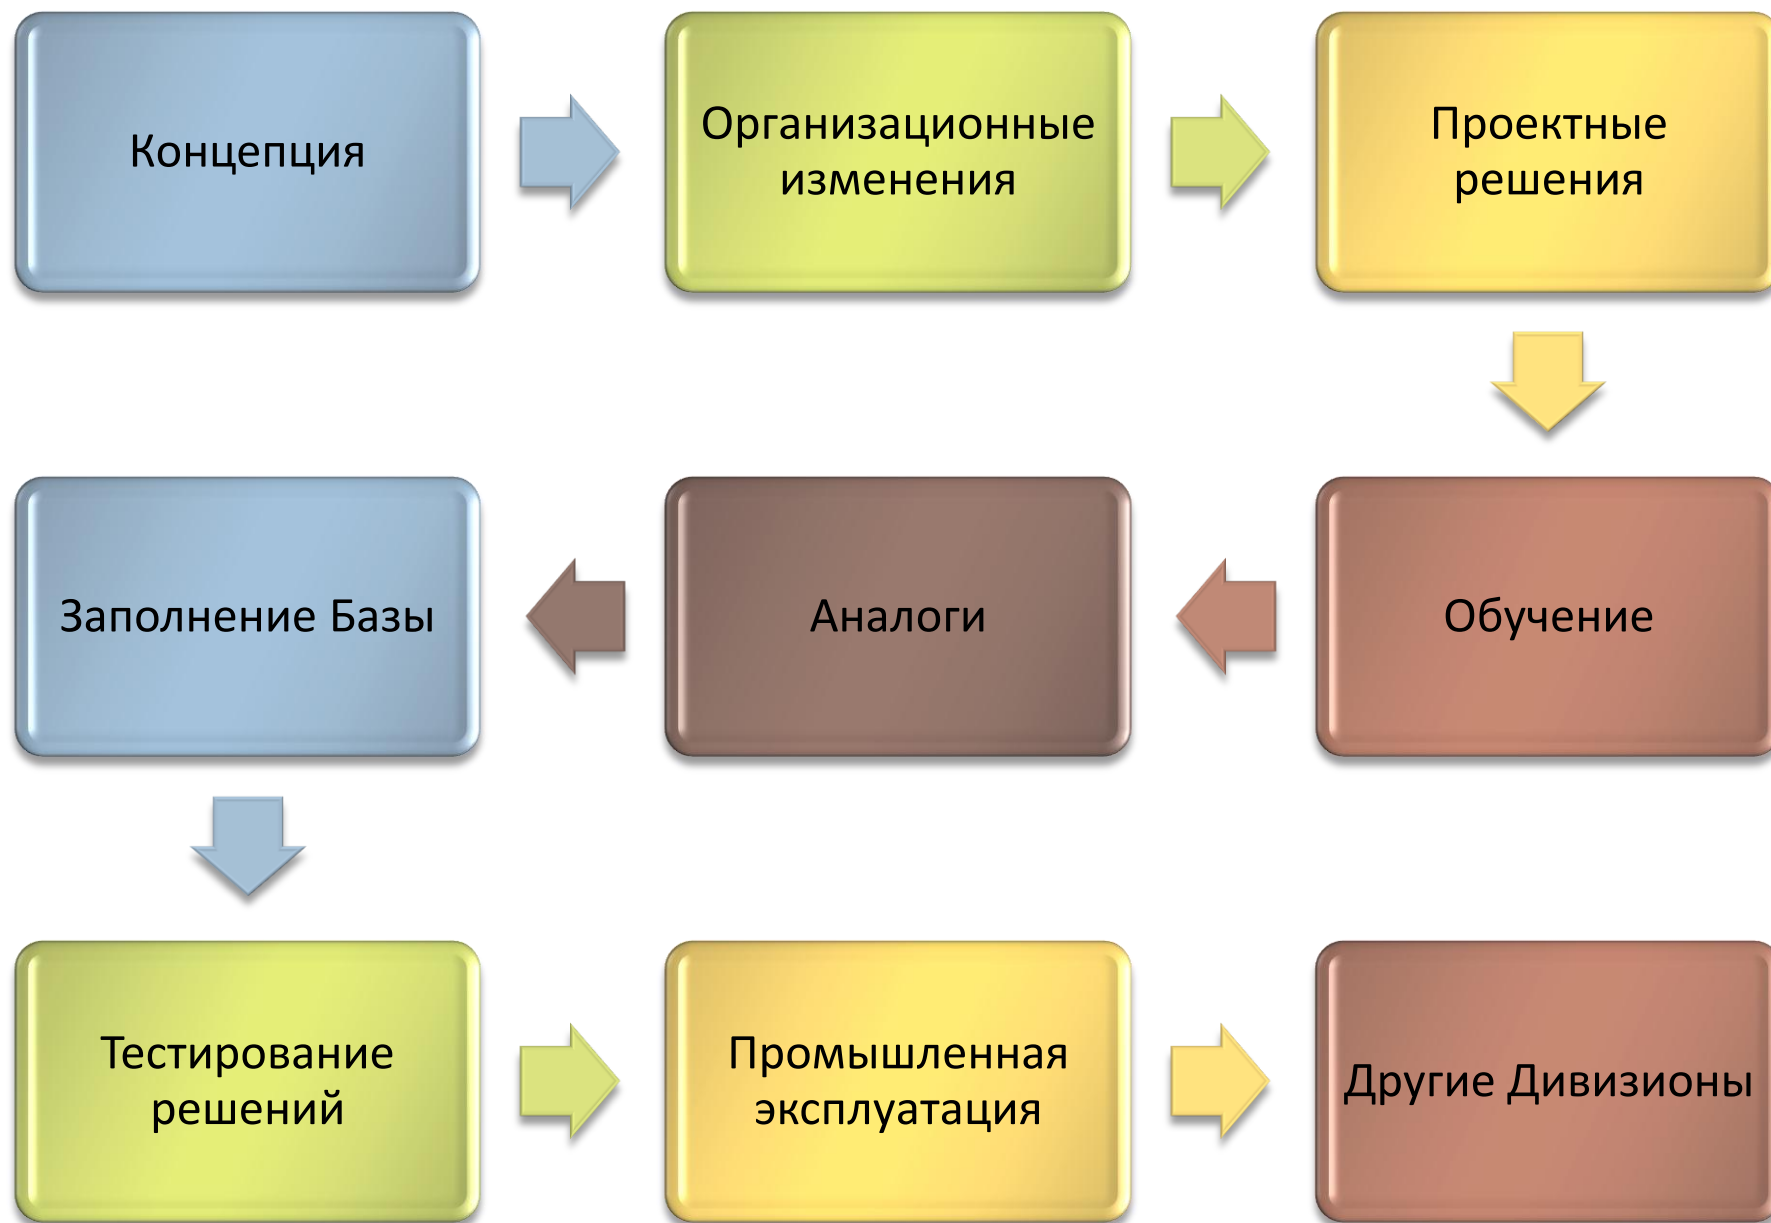 Концепция
Организационные
изменения
Проектные
решения
Обучение
Аналоги
Заполнение Базы
Тестирование
решений
Промышленная
эксплуатация
Другие Дивизионы